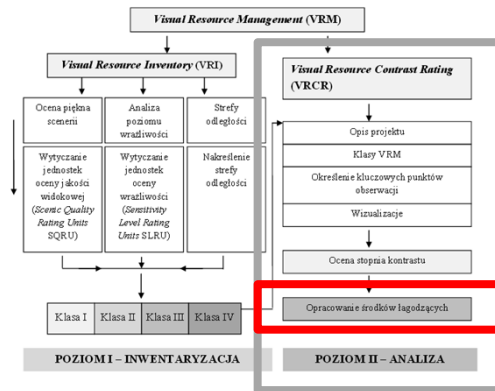 Visual Resource Management (VRM)
Visual Resource Inventory (VRI)
Ocena piękna
scenerii
Analiza
poziomu
wrażliwości
Strefy
odległości
Wytyczanie
jednostek
oceny jakości
widokowej
(Scenic Quality
Rating Units
SQRU)
Wytyczanie
jednostek
oceny
wrażliwości
(Sensitivity
Level Rating
Units SLRU)
Nakreślenie
strefy
odległości
Klasa I
Klasa II
Klasa III
Klasa IV
POZIOM I – INWENTARYZACJA
Visual Resource Contrast Rating
(VRCR)
Opis projektu
Klasy VRM
Określenie kluczowych punktów
obserwacji
Wizualizacje
Ocena stopnia kontrastu
Opracowanie środków łagodzących
POZIOM II – ANALIZA